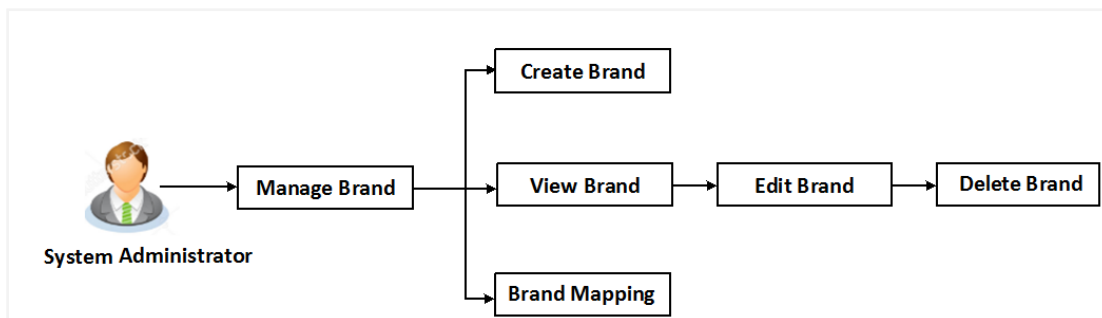 Create Brand
Manage Brand
View Brand
Edit Brand
Delete Brand
System Administrator
Brand Mapping